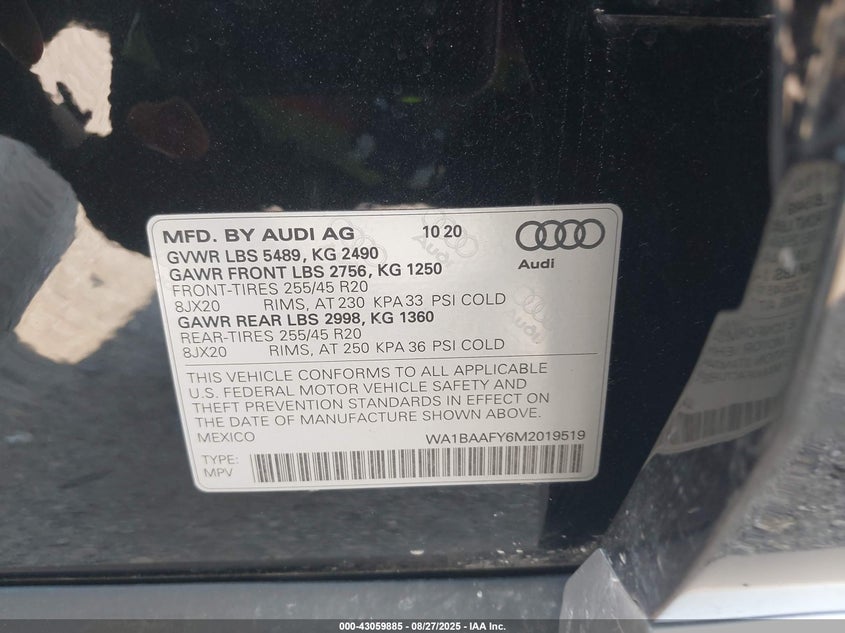 MFD. BY AUDI AG 10 20
Audi
GVWR LBS 5489, KG 2490
GAWR FRONT LBS 2756, KG 1250
FRONT-TIRES 255/45 R20
8JX20 RIMS, AT 230 KPA 33 PSI COLD
GAWR REAR LBS 2998, KG 1360
REAR-TIRES 255/45 R20
8JX20 RIMS, AT 250 KPA 36 PSI COLD
THIS VEHICLE CONFORMS TO ALL APPLICABLE
U.S. FEDERAL MOTOR VEHICLE SAFETY AND
THEFT PREVENTION STANDARDS IN EFFECT ON
THE DATE OF MANUFACTURE SHOWN ABOVE.
MEXICO WA1BAAFY6M2019519
TYPE:
MPV
000-43059885 - 08/27/2025 - IAA Inc.